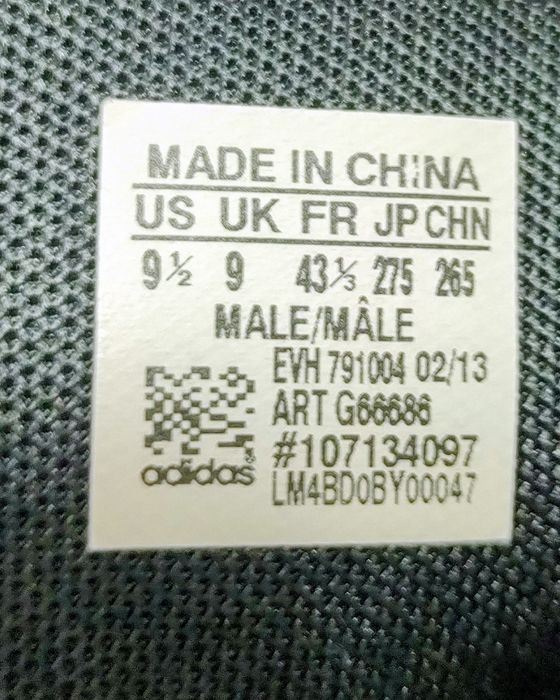 MADE IN CHINA
US UK FR JP CHN
9½ 9 43⅓ 275 265
MALE/MÂLE
EVH 791004 02/13
ART G66686
#107134097
adidas®
LM4BD0BY00047